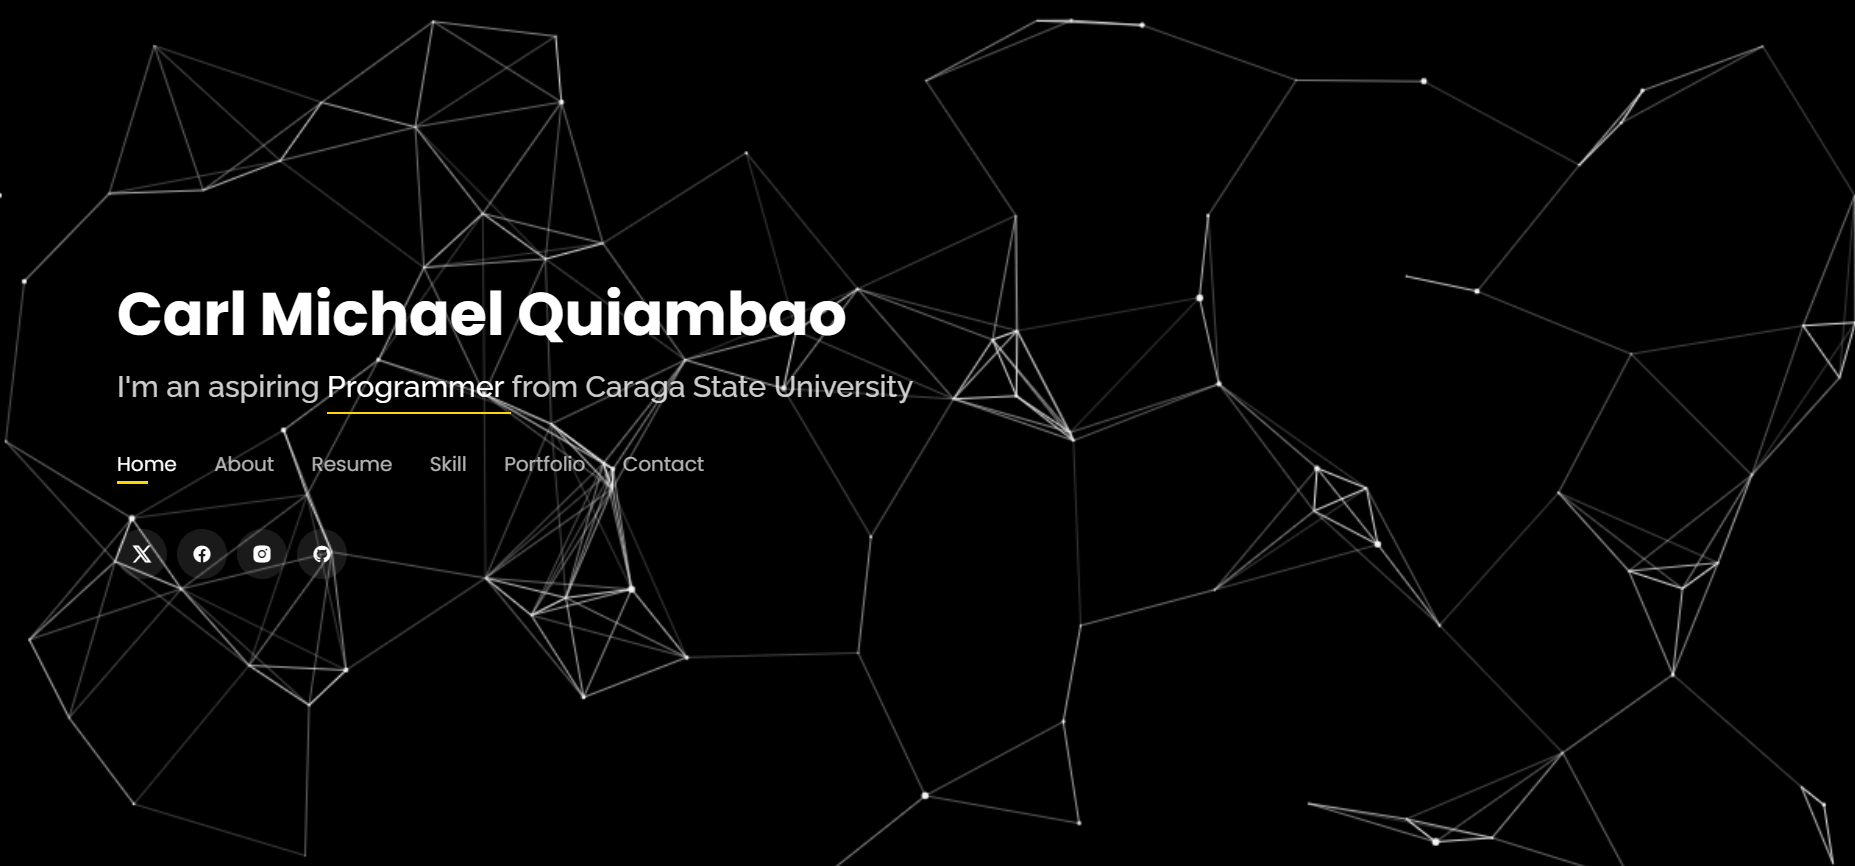 Carl Michael Quiambao
I'm an aspiring Programmer from Caraga State University
Home About Resume Skill Portfolio Contact